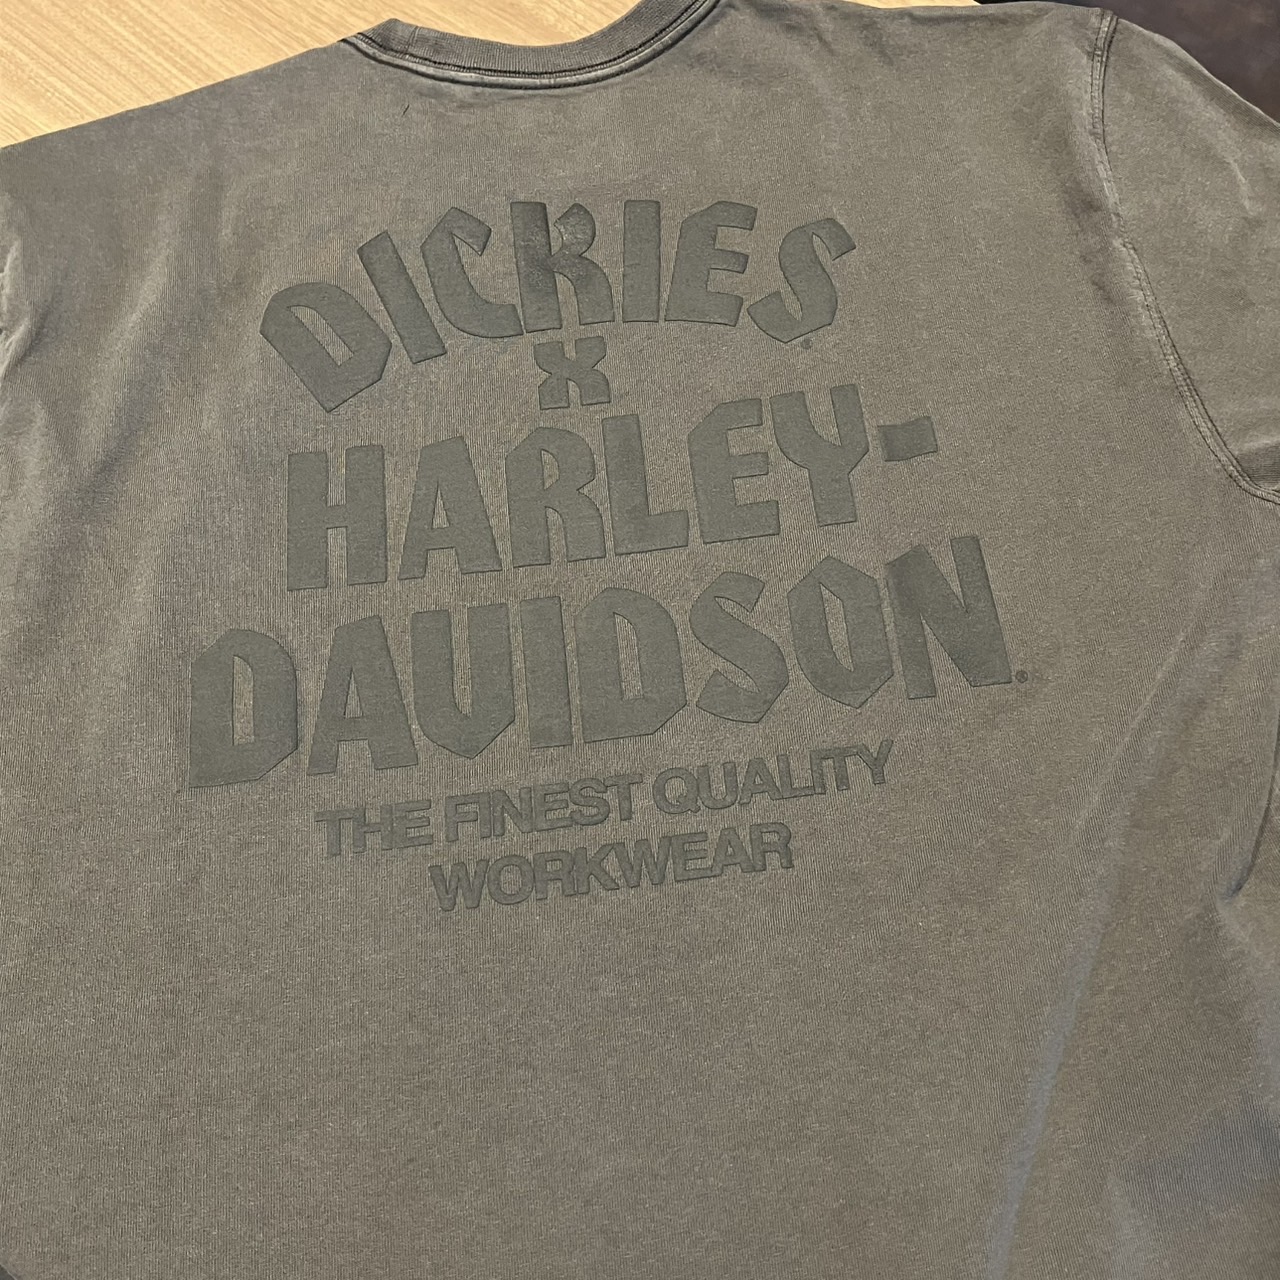 DICKIES®
X
HARLEY-
DAVIDSON®
THE FINEST QUALITY
WORKWEAR